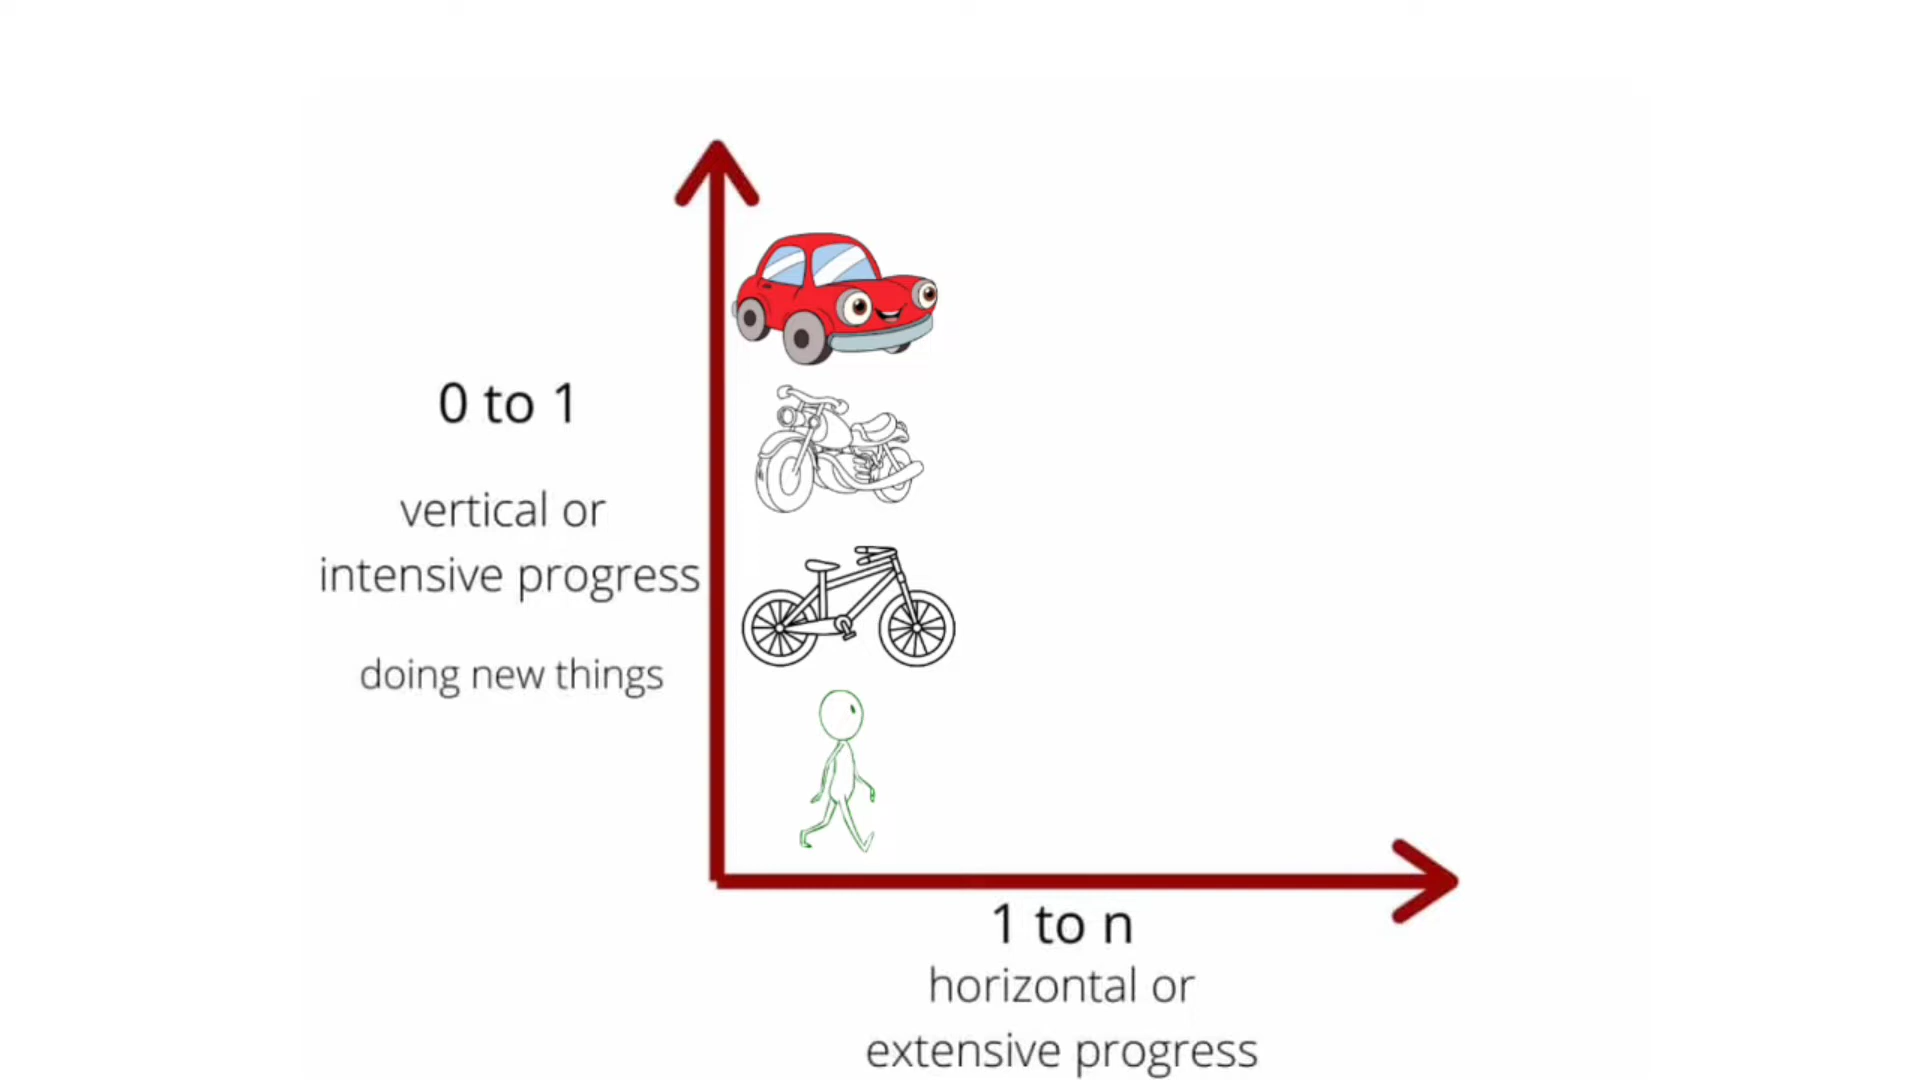 0 to 1
vertical or
intensive progress
doing new things
1 to n
horizontal or
extensive progress